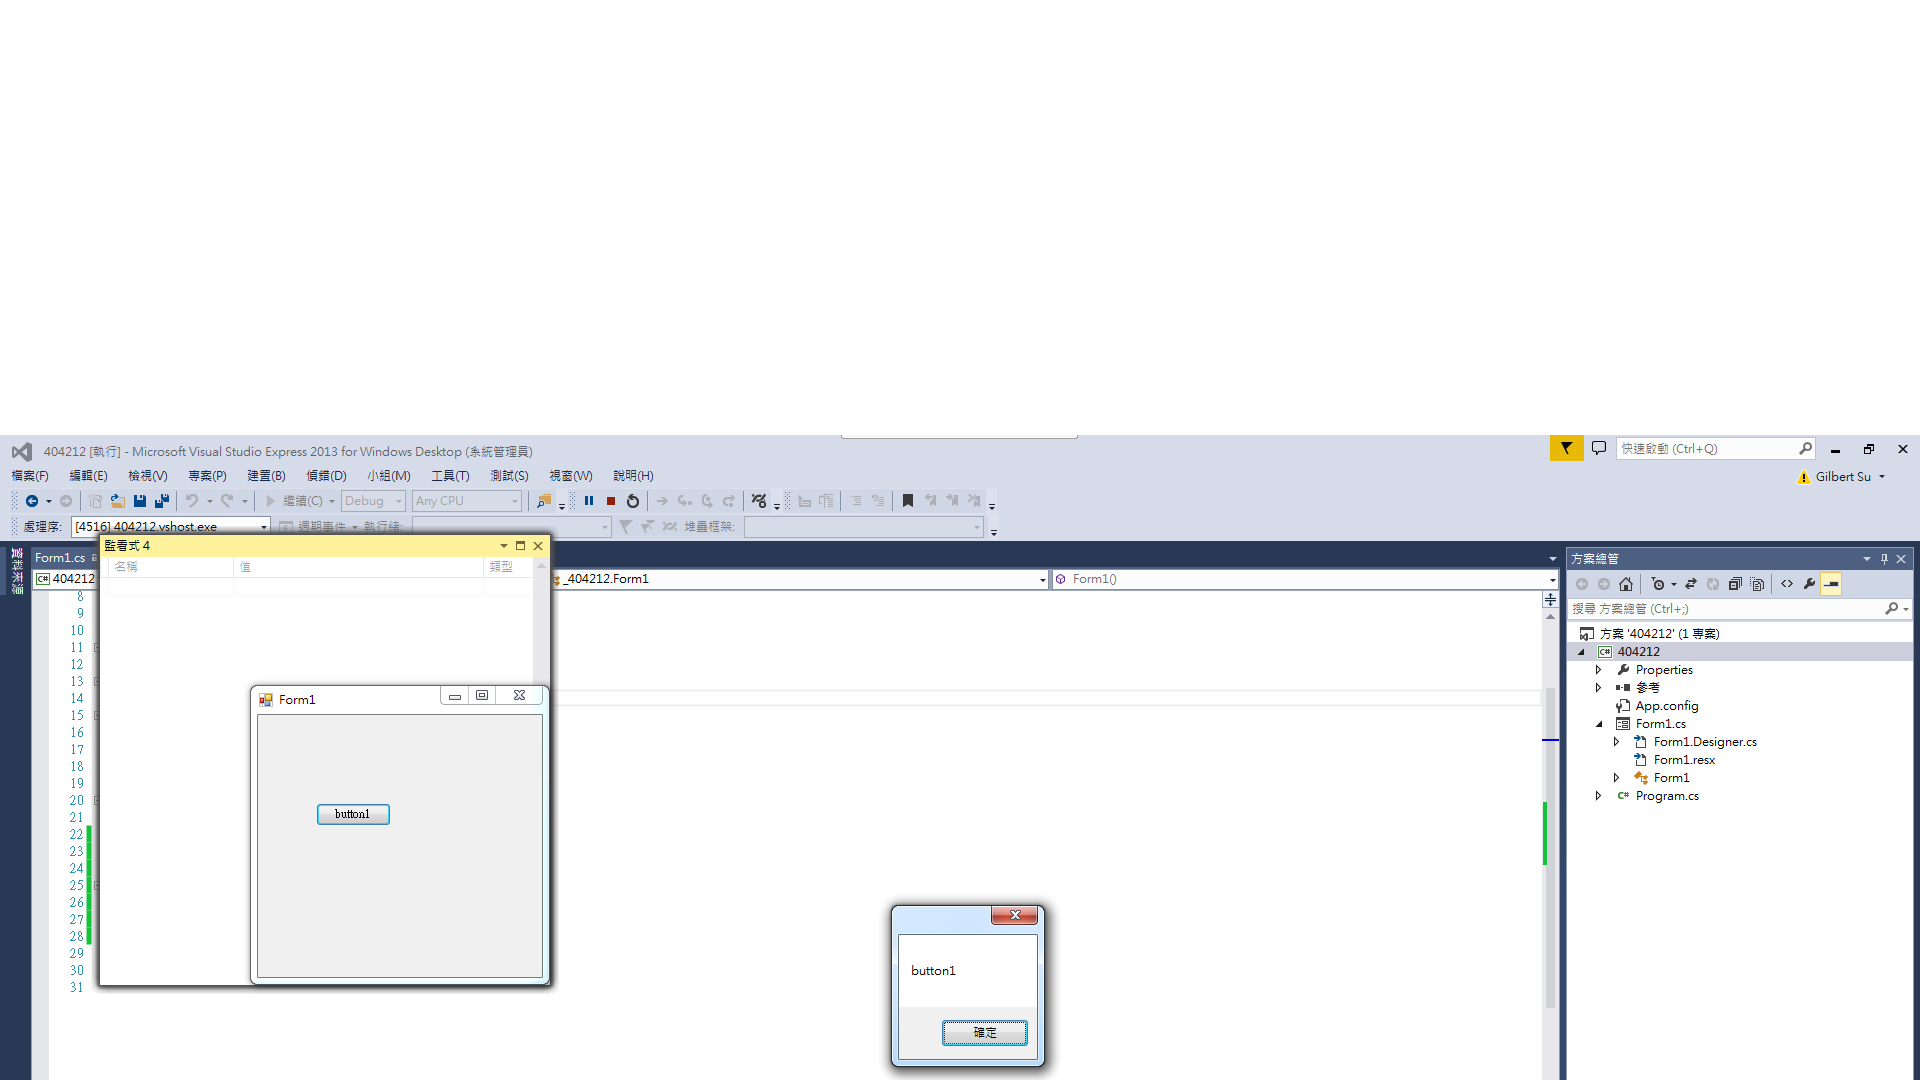 404212 [執行] - Microsoft Visual Studio Express 2013 for Windows Desktop (系統管理員)
快速啟動 (Ctrl+Q)
檔案(F) 編輯(E) 檢視(V) 專案(P) 建置(B) 偵錯(D) 小組(M) 工具(T) 測試(S) 視窗(W) 說明(H)
Gilbert Su
繼續(C) Debug Any CPU
處理序: [4516] 404212.vshost.exe 週期事件 執行緒: 堆疊框架:
資料來源
Form1.cs
監看式 4
方案總管
名稱 值 類型
C# 404212
_404212.Form1
Form1()
搜尋 方案總管 (Ctrl+;)
方案 '404212' (1 專案)
C# 404212
Properties
參考
App.config
Form1.cs
Form1.Designer.cs
Form1.resx
Form1
C# Program.cs
8
9
10
11
12
13
14
15
16
17
18
19
20
21
22
23
24
25
26
27
28
29
30
31
Form1
button1
button1
確定